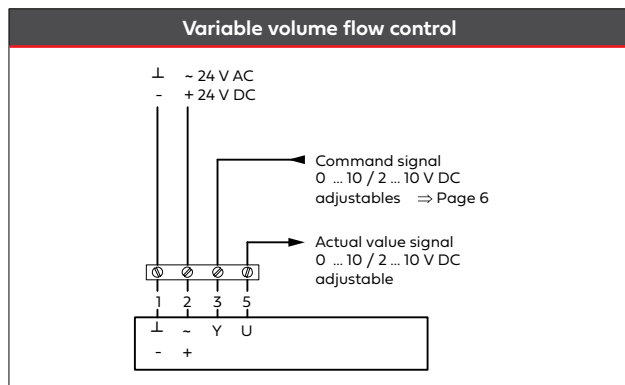 Variable volume flow control
⊥ ~ 24 V AC
- + 24 V DC
Command signal
0 ... 10 / 2 ... 10 V DC
adjustables ⇒ Page 6
Actual value signal
0 ... 10 / 2 ... 10 V DC
adjustable
1 2 3 5
⊥ ~ Y U
- +